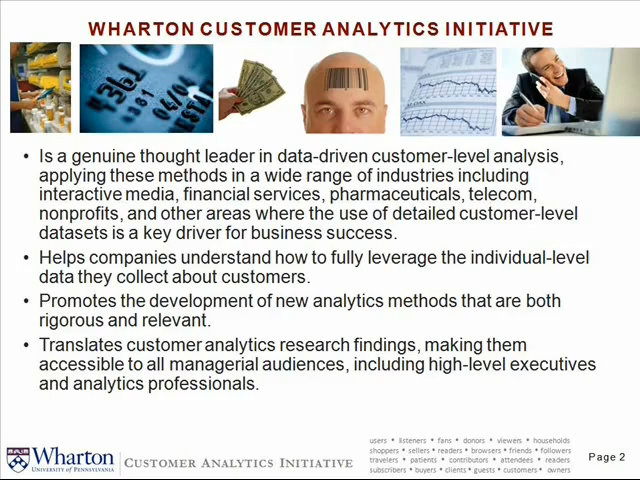 WHARTON CUSTOMER ANALYTICS INITIATIVE
• Is a genuine thought leader in data-driven customer-level analysis,
applying these methods in a wide range of industries including
interactive media, financial services, pharmaceuticals, telecom,
nonprofits, and other areas where the use of detailed customer-level
datasets is a key driver for business success.
• Helps companies understand how to fully leverage the individual-level
data they collect about customers.
• Promotes the development of new analytics methods that are both
rigorous and relevant.
• Translates customer analytics research findings, making them
accessible to all managerial audiences, including high-level executives
and analytics professionals.
users • listeners • fans • donors • viewers • households
shoppers • sellers • readers • browsers • friends • followers
travelers • patients • contributors • attendees • readers
subscribers • buyers • clients • guests • customers • owners
Wharton
UNIVERSITY of PENNSYLVANIA
CUSTOMER ANALYTICS INITIATIVE
Page 2